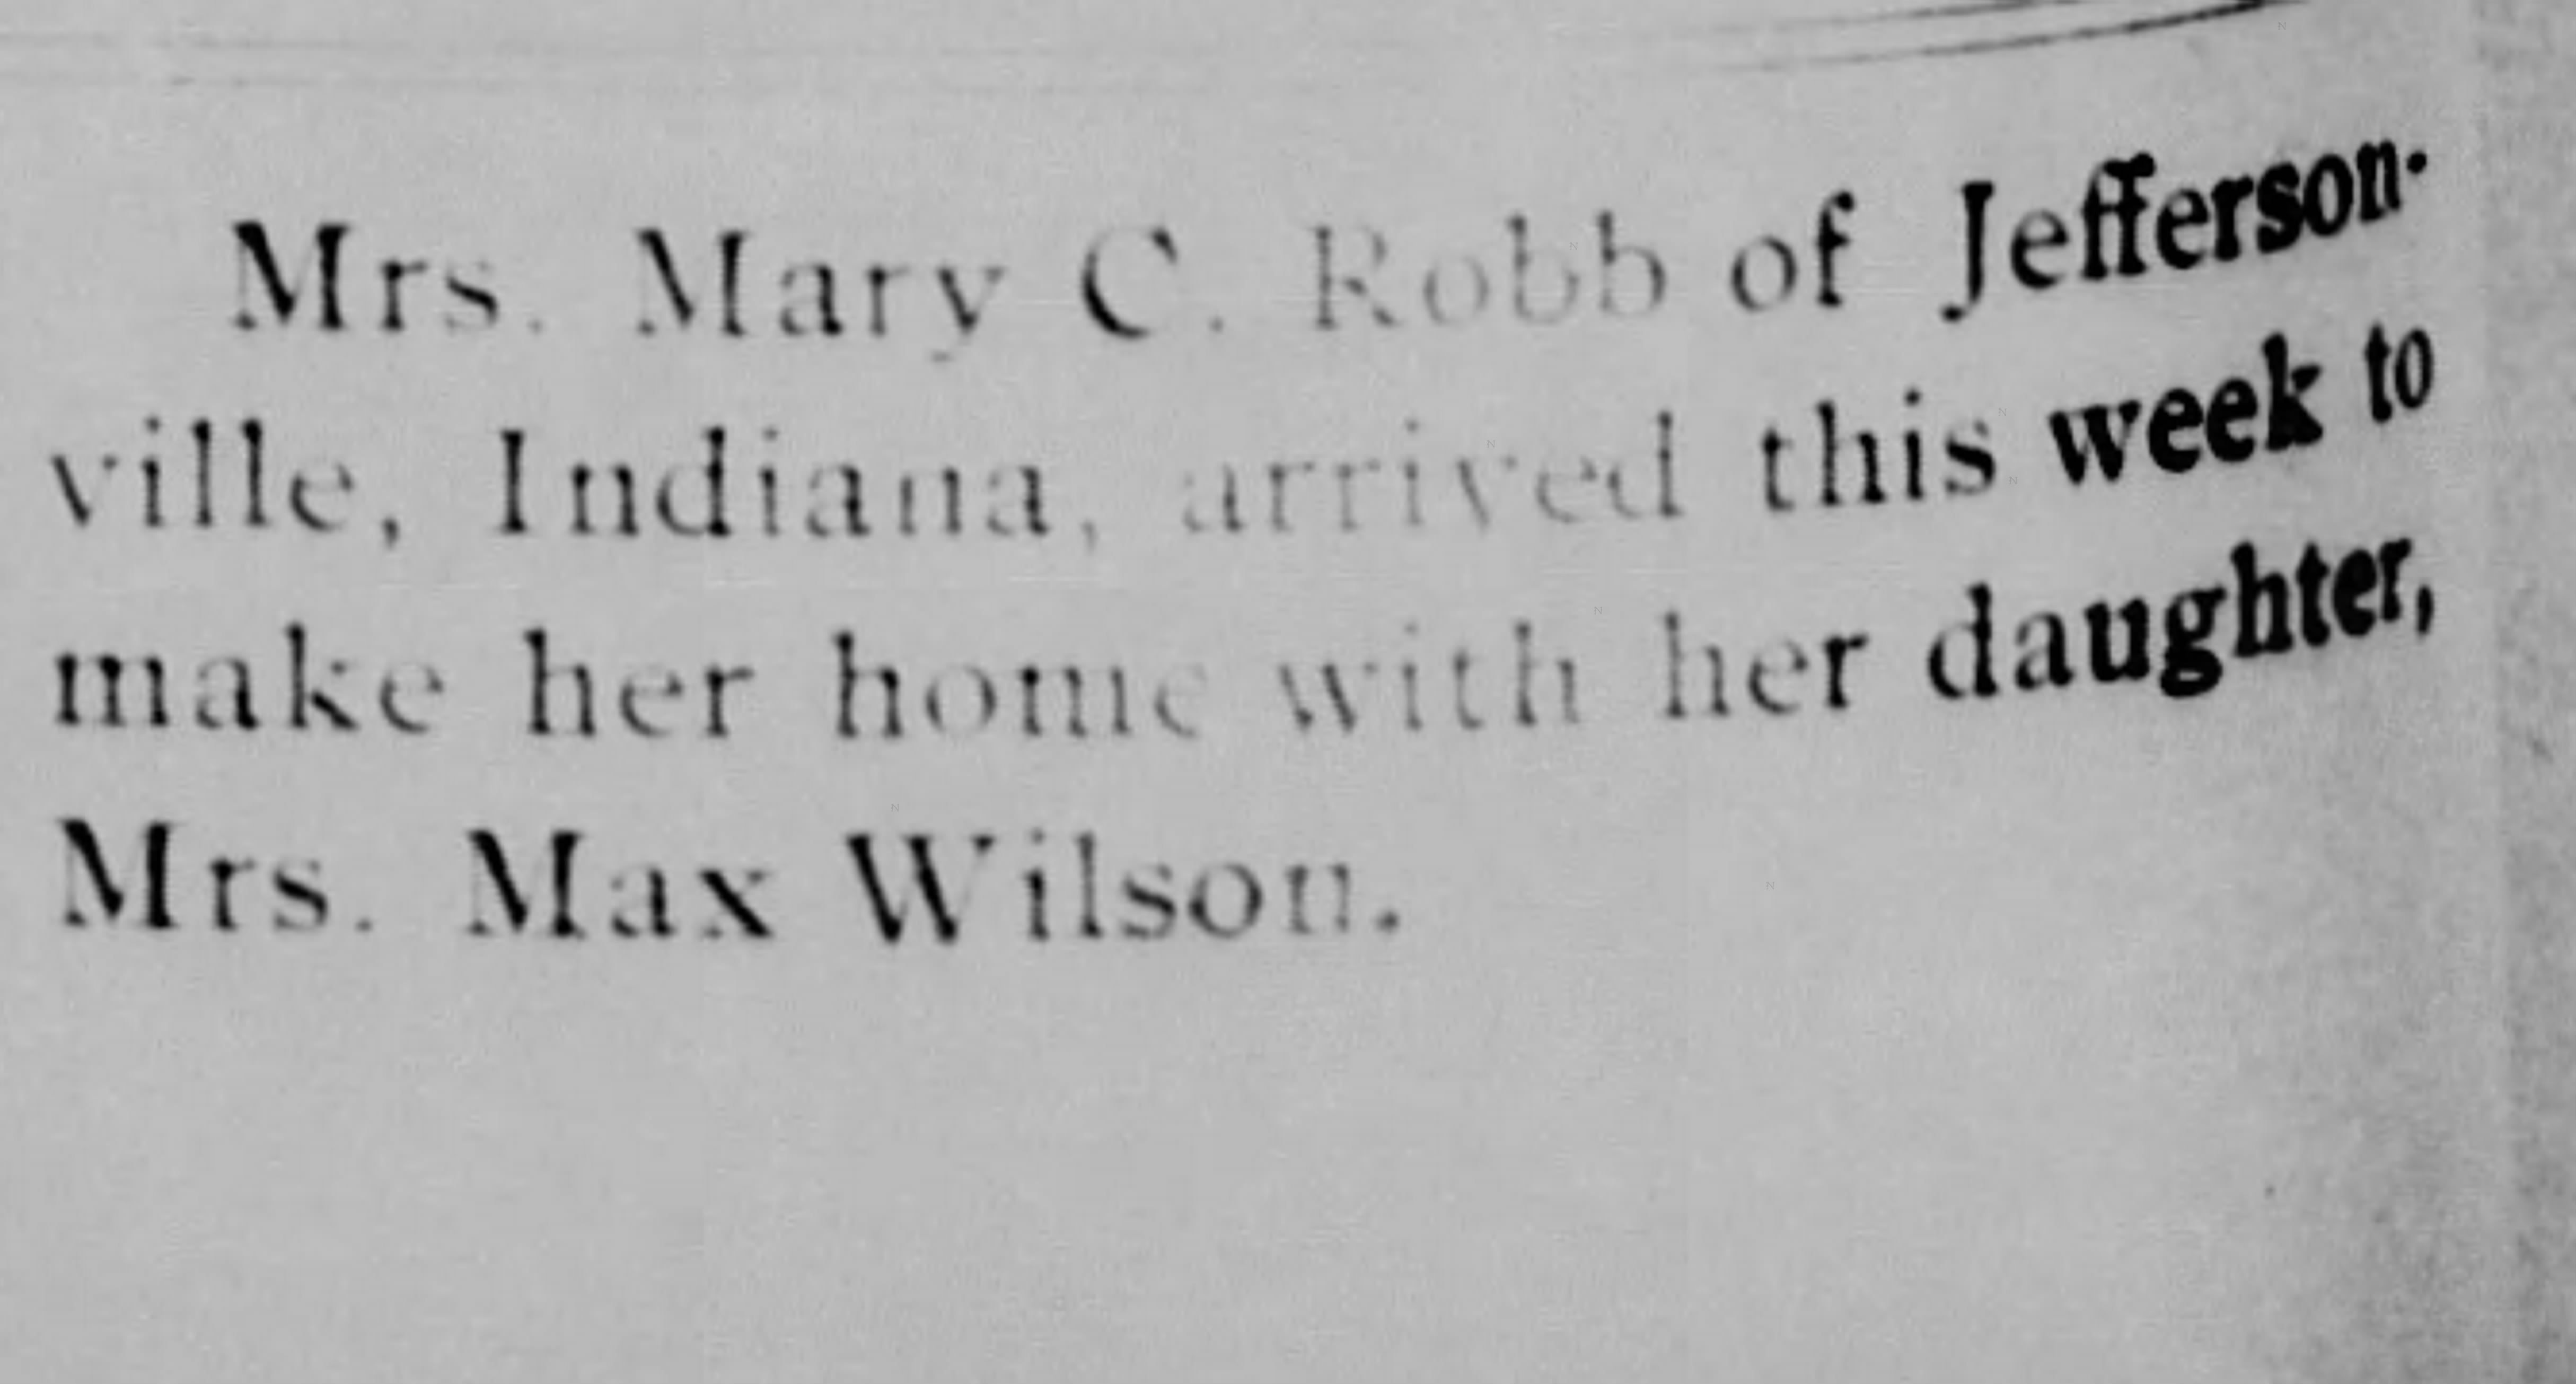 Mrs. Mary C. Robb of Jefferson-
ville, Indiana, arrived this week to
make her home with her daughter,
Mrs. Max Wilson.